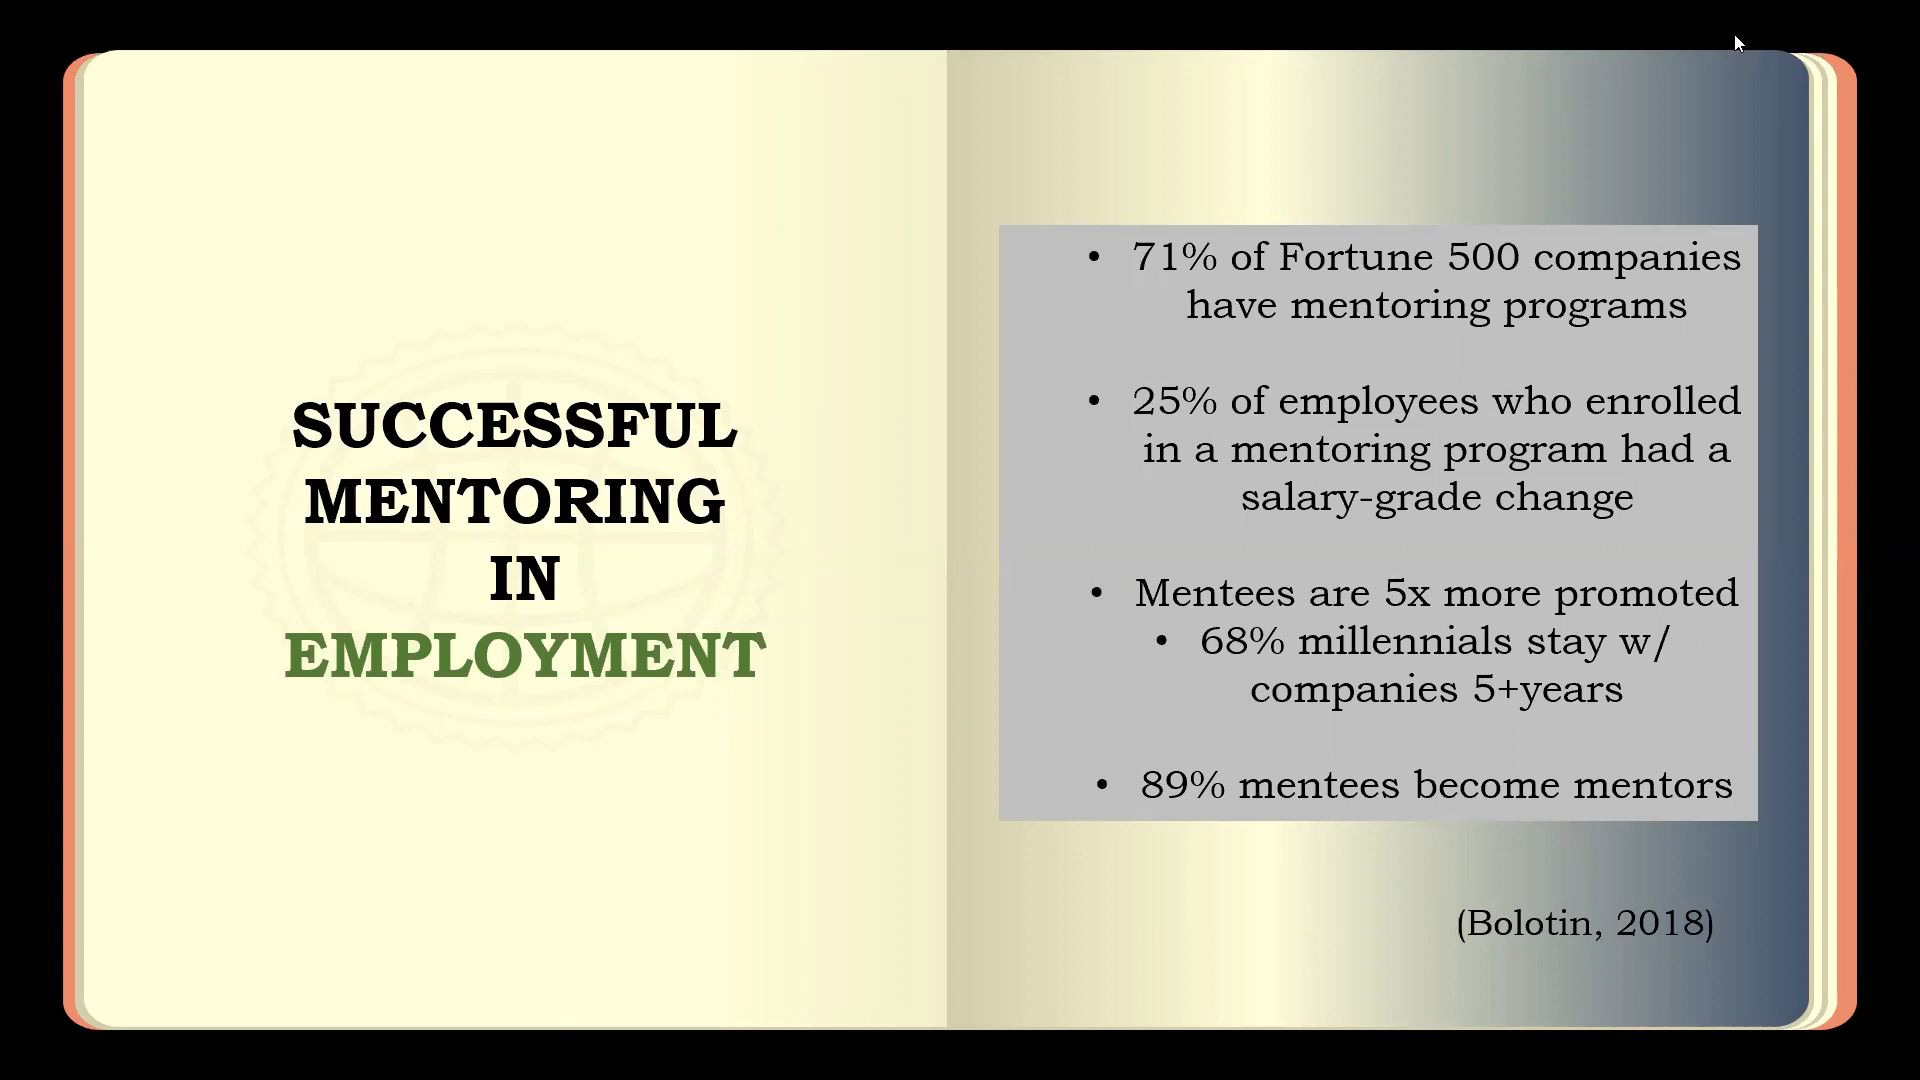 SUCCESSFUL
MENTORING
IN
EMPLOYMENT
• 71% of Fortune 500 companies
have mentoring programs
• 25% of employees who enrolled
in a mentoring program had a
salary-grade change
• Mentees are 5x more promoted
• 68% millennials stay w/
companies 5+years
• 89% mentees become mentors
(Bolotin, 2018)